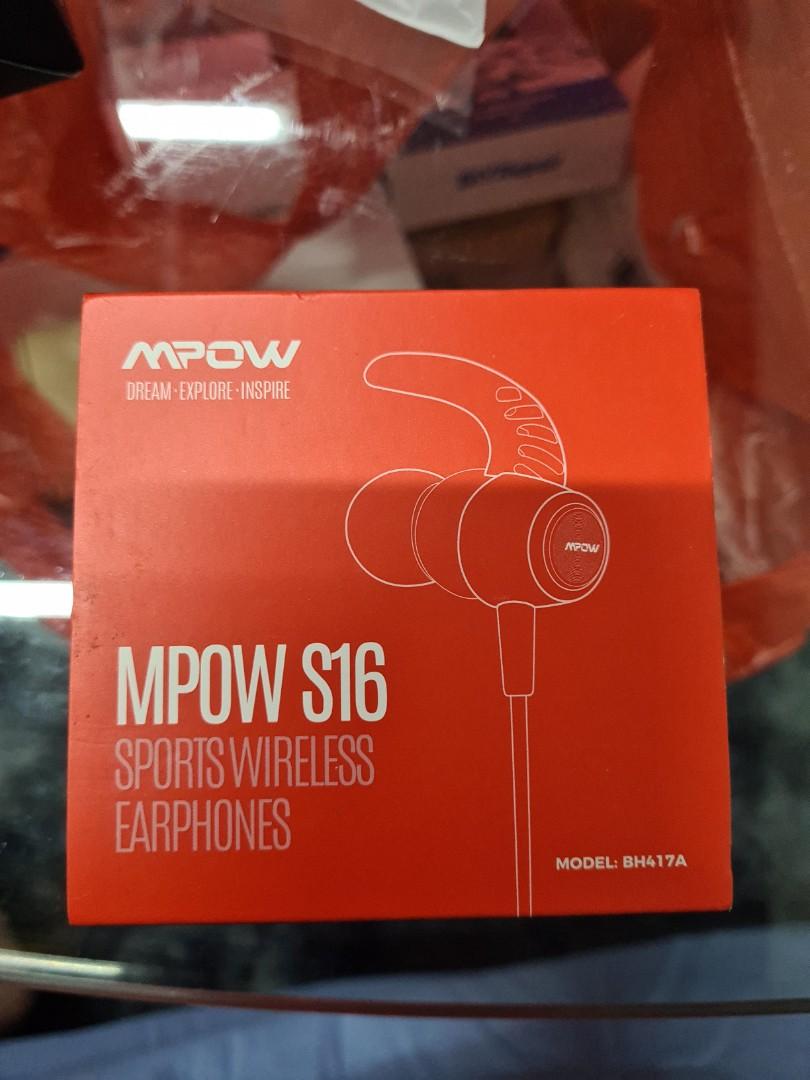 MPOW
DREAM·EXPLORE·INSPIRE
MPOW
MPOW S16
SPORTS WIRELESS
EARPHONES
MODEL: BH417A